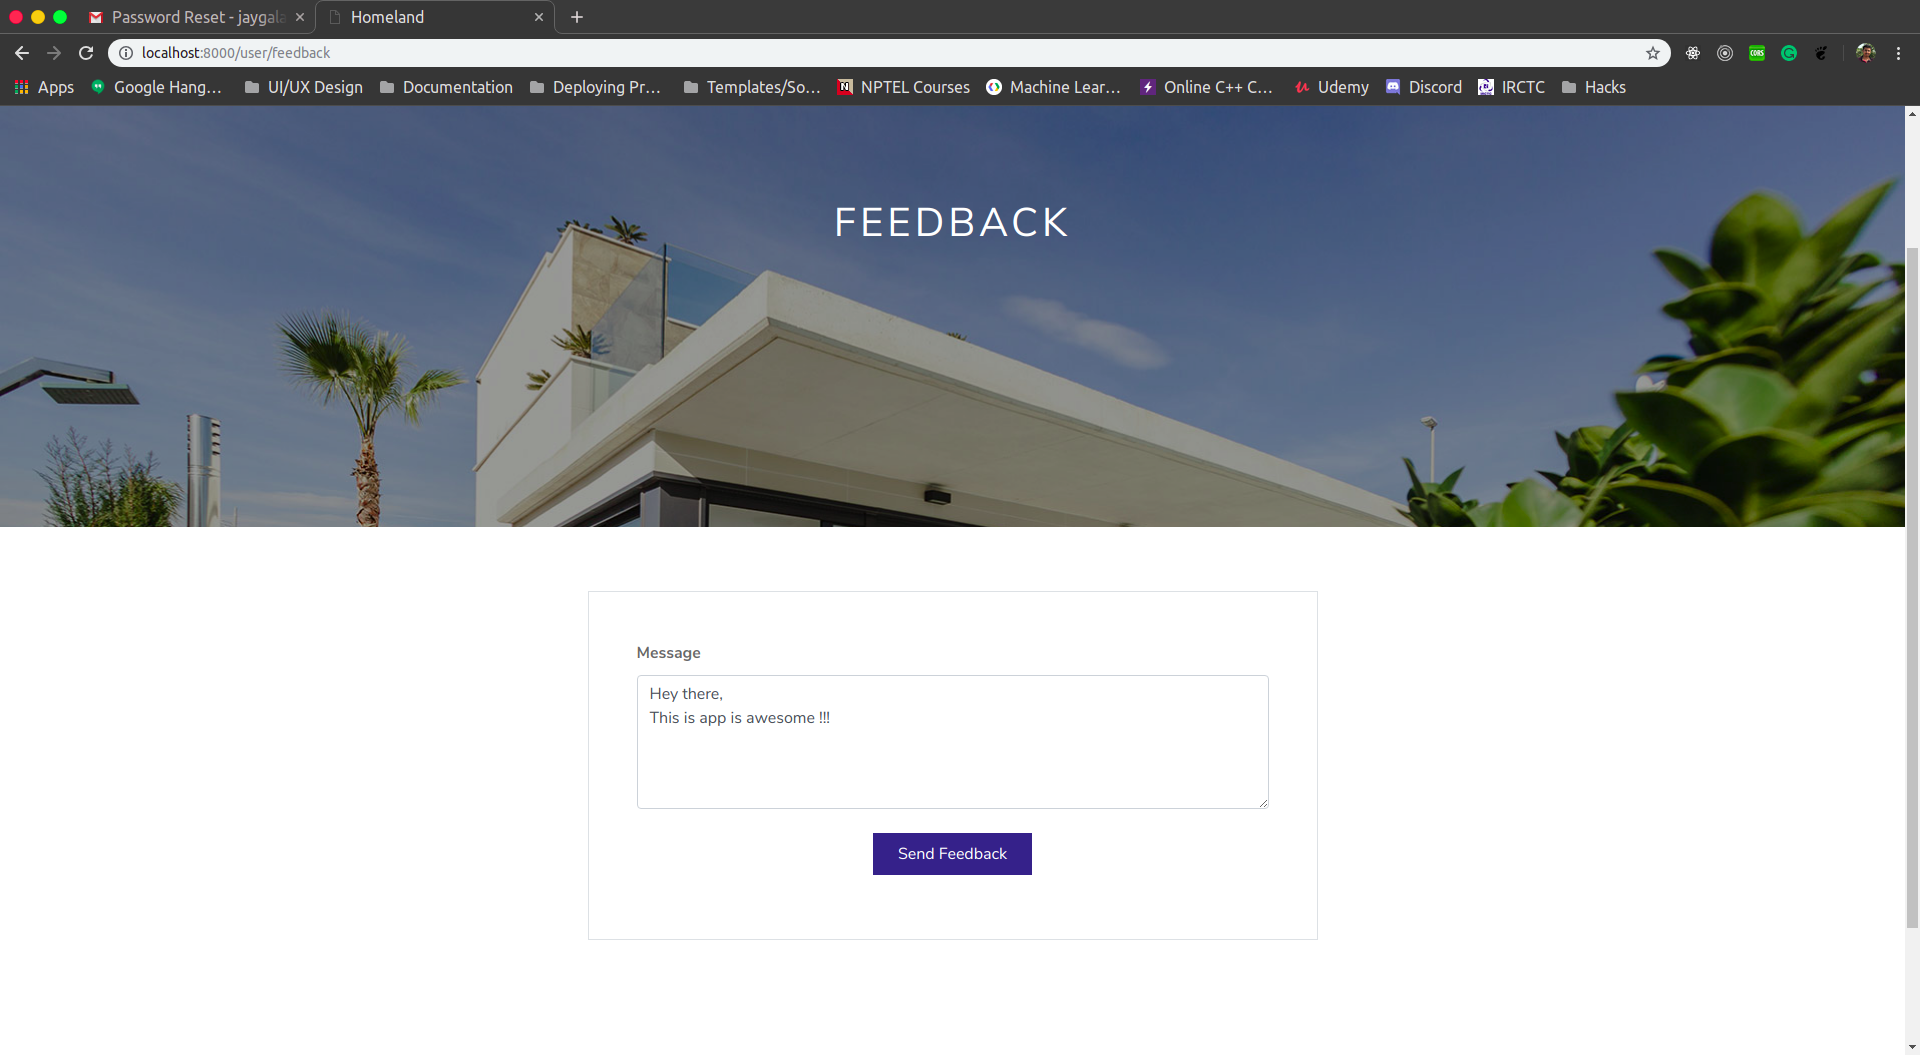 Password Reset - jaygala
Homeland
localhost:8000/user/feedback
Apps
Google Hang...
UI/UX Design
Documentation
Deploying Pr...
Templates/So...
NPTEL Courses
Machine Lear...
Online C++ C...
Udemy
Discord
IRCTC
Hacks
FEEDBACK
Message
Hey there,
This is app is awesome !!!
Send Feedback